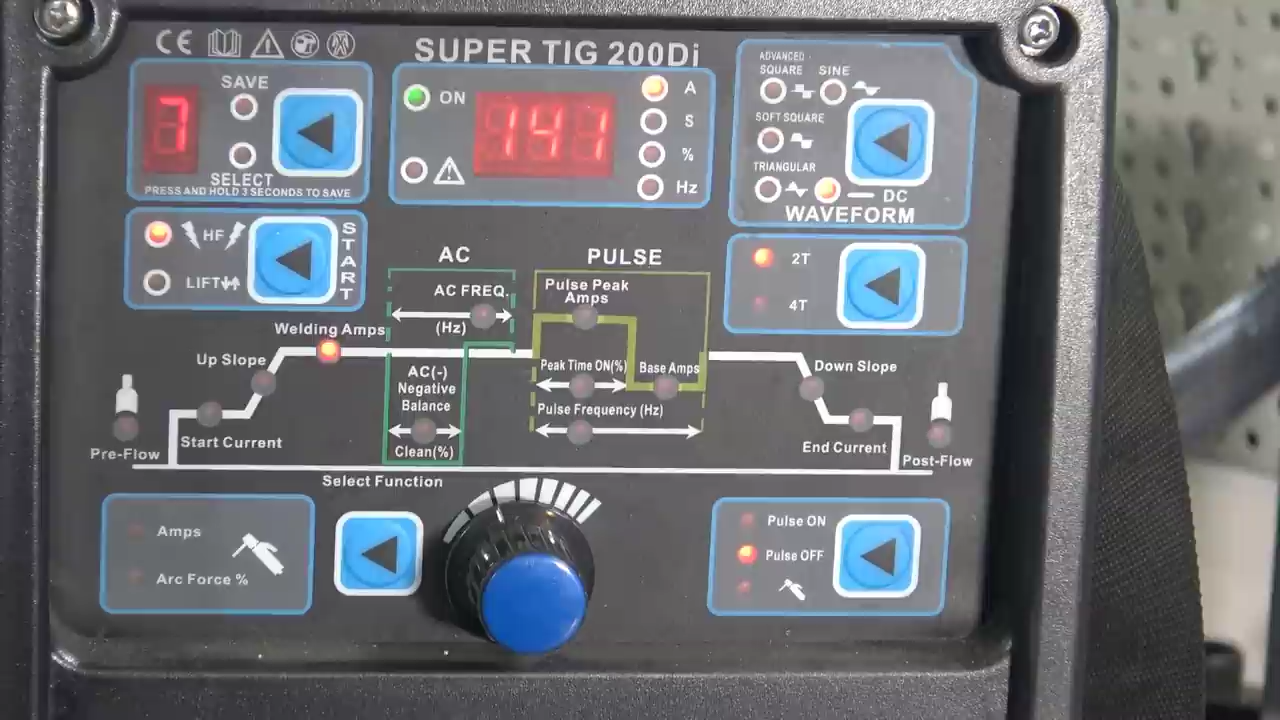 CE
SUPER TIG 200Di
SAVE
7
SELECT
PRESS AND HOLD 3 SECONDS TO SAVE
ON
141
A
S
%
Hz
ADVANCED
SQUARE
SINE
SOFT SQUARE
TRIANGULAR
DC
WAVEFORM
HF
LIFT
START
2T
4T
AC
AC FREQ.
(Hz)
PULSE
Pulse Peak
Amps
Welding Amps
Up Slope
Start Current
Pre-Flow
AC(-)
Negative
Balance
Clean(%)
Peak Time ON(%)
Base Amps
Pulse Frequency (Hz)
Down Slope
End Current
Post-Flow
Select Function
Amps
Arc Force %
Pulse ON
Pulse OFF